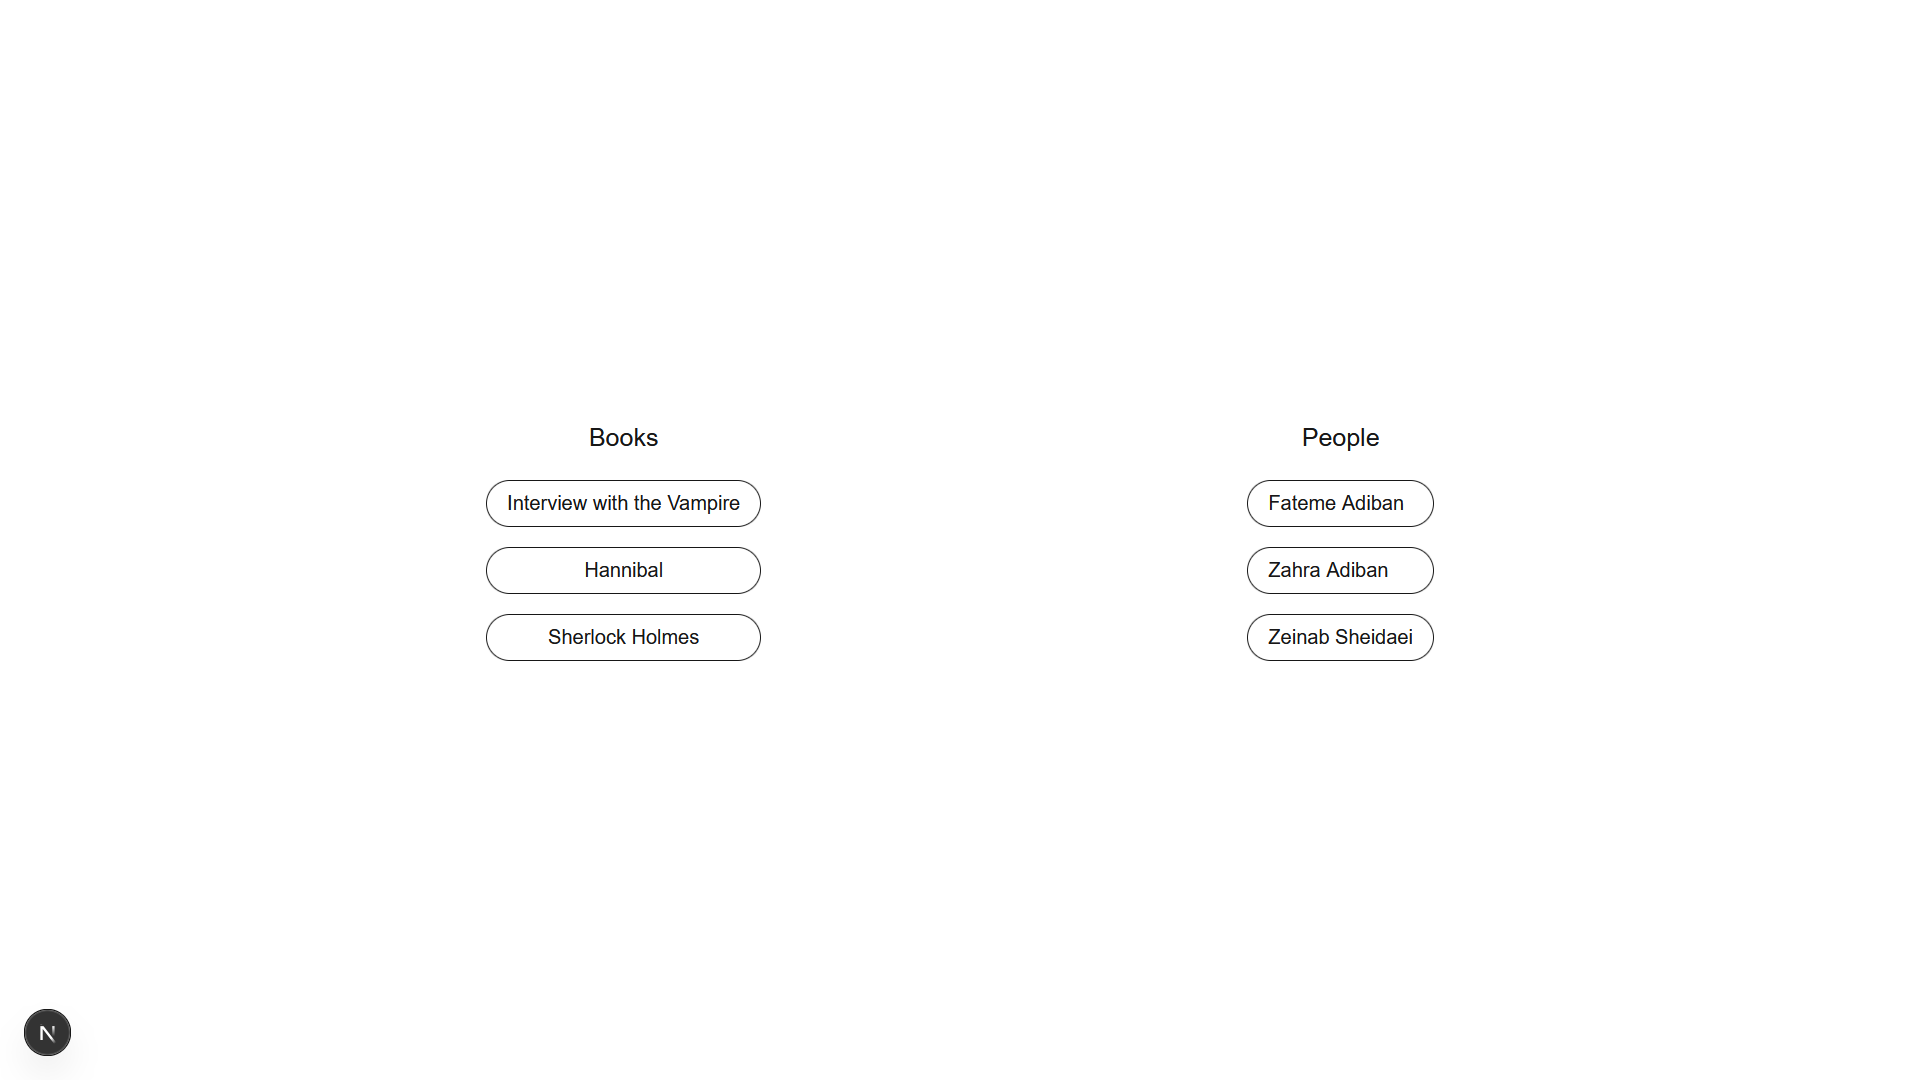 Books
Interview with the Vampire
Hannibal
Sherlock Holmes
People
Fateme Adiban
Zahra Adiban
Zeinab Sheidaei
N